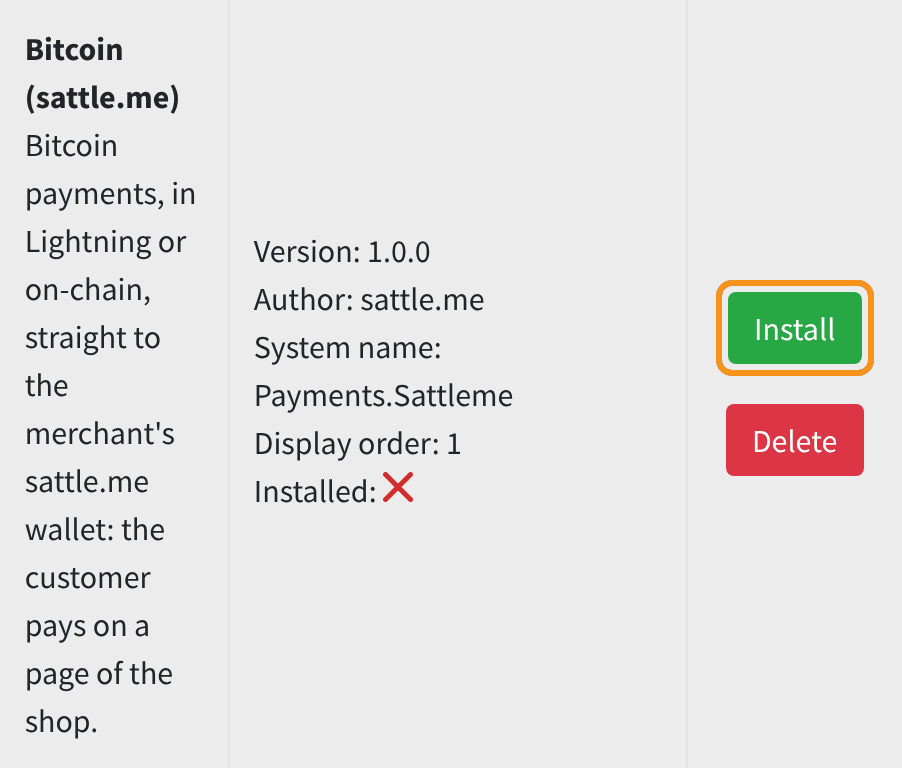 Bitcoin
(sattle.me)
Bitcoin
payments, in
Lightning or
on-chain,
straight to
the
merchant's
sattle.me
wallet: the
customer
pays on a
page of the
shop.
Version: 1.0.0
Author: sattle.me
System name:
Payments.Sattleme
Display order: 1
Installed:
Install
Delete